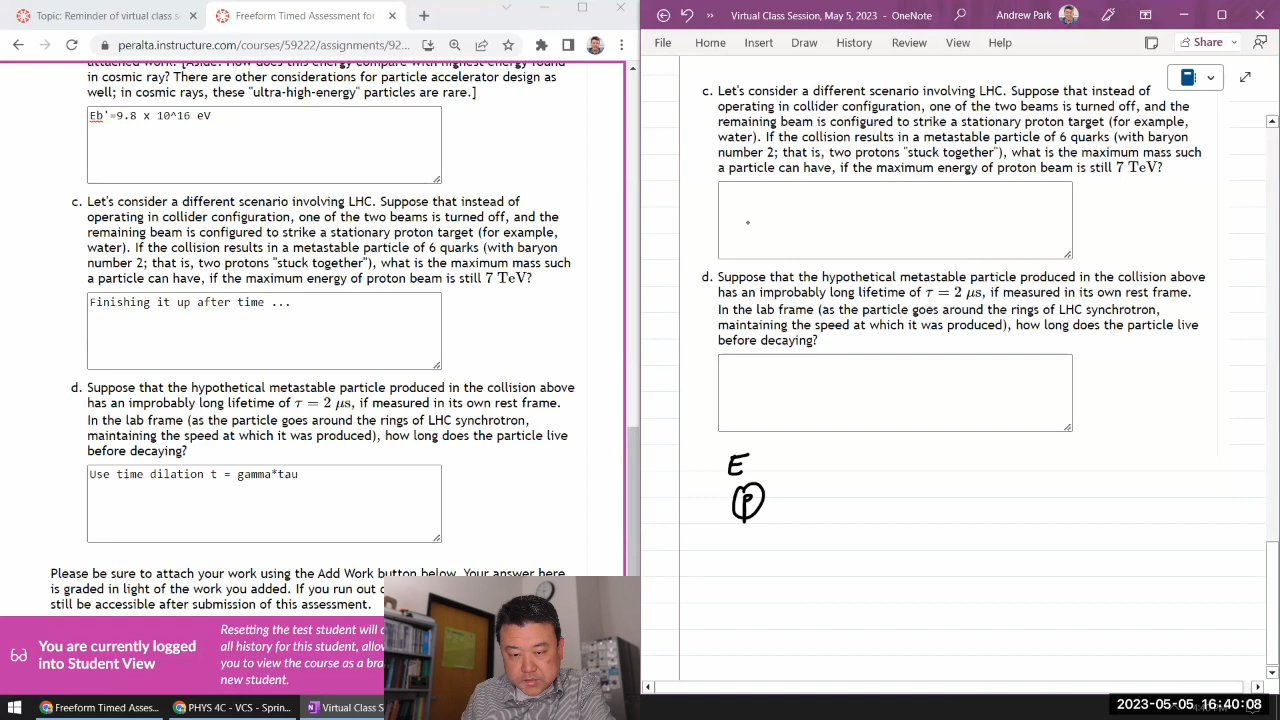 Topic: Reminder of virtual class s
Freeform Timed Assessment for
peralta.instructure.com/courses/59222/assignments/92...
Virtual Class Session, May 5, 2023 - OneNote
Andrew Park
File
Home
Insert
Draw
History
Review
View
Help
Share
in cosmic ray? There are other considerations for particle accelerator design as
well; in cosmic rays, these "ultra-high-energy" particles are rare.]
Eb'=9.8 x 10^16 eV
c. Let's consider a different scenario involving LHC. Suppose that instead of
operating in collider configuration, one of the two beams is turned off, and the
remaining beam is configured to strike a stationary proton target (for example,
water). If the collision results in a metastable particle of 6 quarks (with baryon
number 2; that is, two protons "stuck together"), what is the maximum mass such
a particle can have, if the maximum energy of proton beam is still 7 TeV?
Finishing it up after time ...
d. Suppose that the hypothetical metastable particle produced in the collision above
has an improbably long lifetime of τ = 2 μs, if measured in its own rest frame.
In the lab frame (as the particle goes around the rings of LHC synchrotron,
maintaining the speed at which it was produced), how long does the particle live
before decaying?
Use time dilation t = gamma*tau
Please be sure to attach your work using the Add Work button below. Your answer here
is graded in light of the work you added. If you run out
still be accessible after submission of this assessment.
You are currently logged
into Student View
Resetting the test student will
all history for this student, allow
you to view the course as a bra
new student.
c. Let's consider a different scenario involving LHC. Suppose that instead of
operating in collider configuration, one of the two beams is turned off, and the
remaining beam is configured to strike a stationary proton target (for example,
water). If the collision results in a metastable particle of 6 quarks (with baryon
number 2; that is, two protons "stuck together"), what is the maximum mass such
a particle can have, if the maximum energy of proton beam is still 7 TeV?
d. Suppose that the hypothetical metastable particle produced in the collision above
has an improbably long lifetime of τ = 2 μs, if measured in its own rest frame.
In the lab frame (as the particle goes around the rings of LHC synchrotron,
maintaining the speed at which it was produced), how long does the particle live
before decaying?
E
P
Freeform Timed Asses...
PHYS 4C - VCS - Sprin...
Virtual Class S
2023-05-05 16:40:08